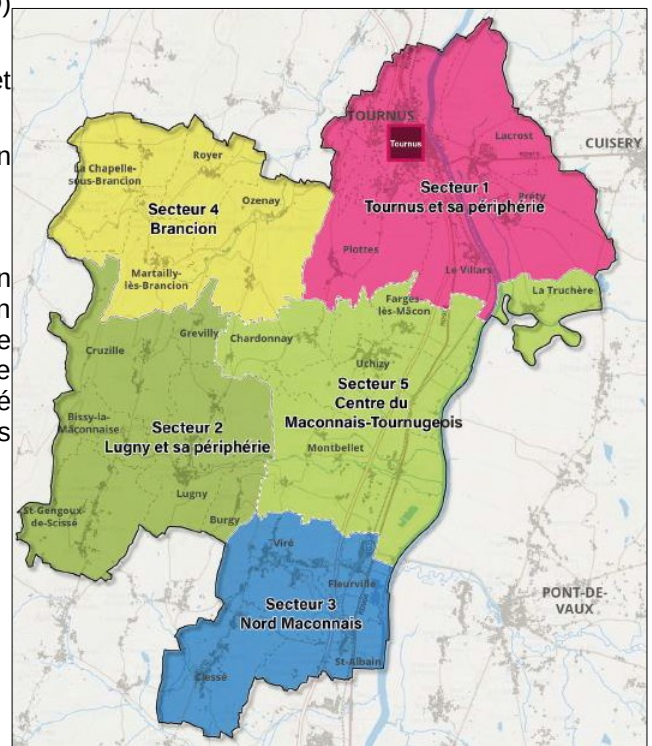 )
et
n
n
n
e
e
é
s
TOURNUS
Tournus
Lacrost
CUISERY
Royer
La Chapelle-
sous-Brancion
Ozenay
Secteur 4
Brancion
Secteur 1
Tournus et sa périphérie
Préty
Plottes
Martailly-
lès-Brancion
Le Villars
La Truchère
Farges-
lès-Mâcon
Grevilly
Chardonnay
Cruzille
Uchizy
Secteur 5
Centre du
Maconnais-Tournugeois
Bissy-la-
Mâconnaise
Secteur 2
Lugny et sa périphérie
Montbellet
Lugny
St-Gengoux-
de-Scissé
Burgy
Viré
Fleurville
PONT-DE-
VAUX
Secteur 3
Nord Maconnais
St-Albain
Clessé